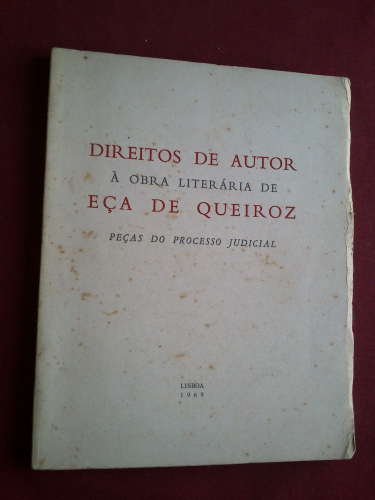 DIREITOS DE AUTOR
À OBRA LITERÁRIA DE
EÇA DE QUEIROZ
PEÇAS DO PROCESSO JUDICIAL
LISBOA
1969